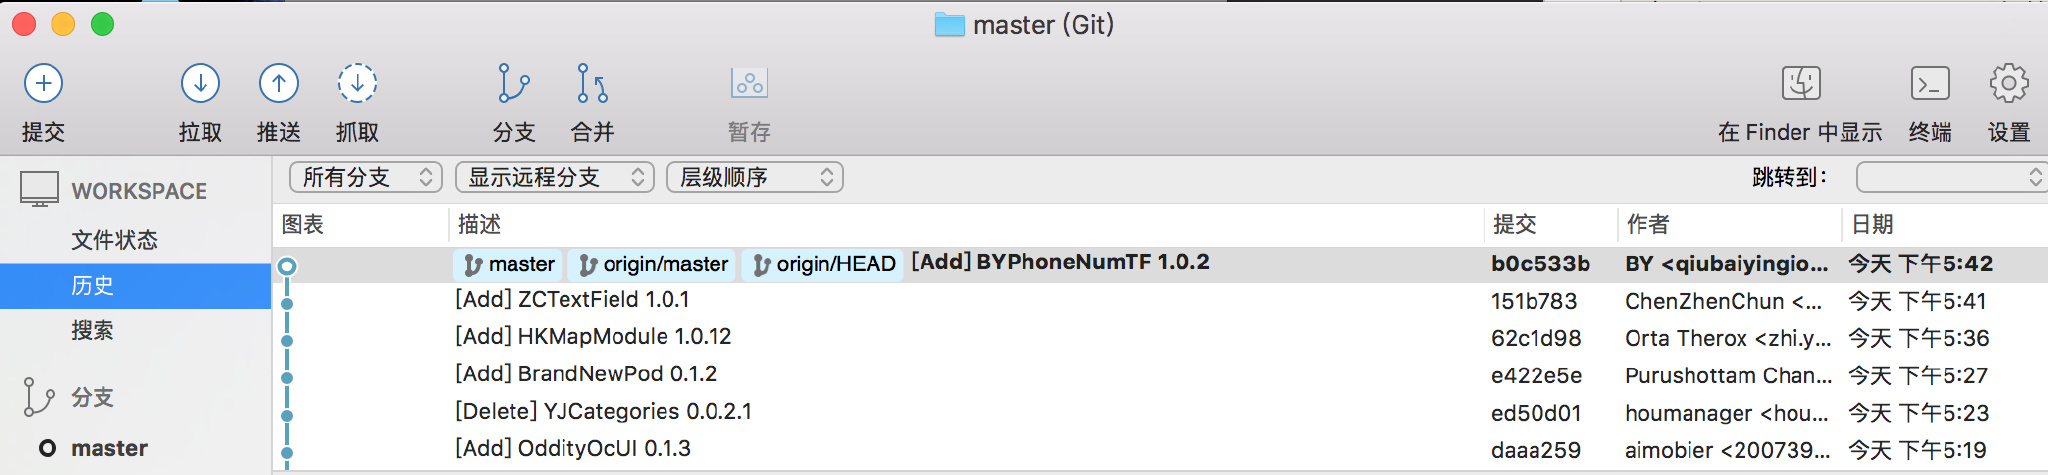 master (Git)
提交 拉取 推送 抓取 分支 合并 暂存 在 Finder 中显示 终端 设置
WORKSPACE
文件状态
历史
搜索
分支
master
所有分支 显示远程分支 层级顺序 跳转到：
图表 描述 提交 作者 日期
master origin/master origin/HEAD [Add] BYPhoneNumTF 1.0.2 b0c533b BY <qiubaiyingio... 今天 下午5:42
[Add] ZCTextField 1.0.1 151b783 ChenZhenChun <... 今天 下午5:41
[Add] HKMapModule 1.0.12 62c1d98 Orta Therox <zhi.y... 今天 下午5:36
[Add] BrandNewPod 0.1.2 e422e5e Purushottam Chan... 今天 下午5:27
[Delete] YJCategories 0.0.2.1 ed50d01 houmanager <hou... 今天 下午5:23
[Add] OddityOcUI 0.1.3 daaa259 aimobier <200739... 今天 下午5:19